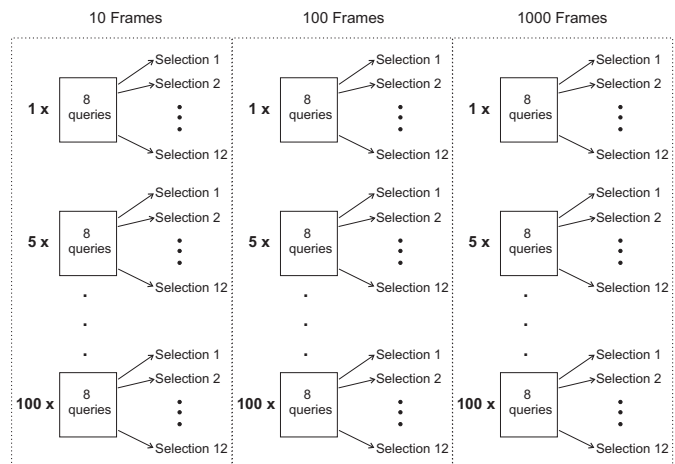 10 Frames
100 Frames
1000 Frames
1 x
8
queries
Selection 1
Selection 2
Selection 12
1 x
8
queries
Selection 1
Selection 2
Selection 12
1 x
8
queries
Selection 1
Selection 2
Selection 12
5 x
8
queries
Selection 1
Selection 2
Selection 12
5 x
8
queries
Selection 1
Selection 2
Selection 12
5 x
8
queries
Selection 1
Selection 2
Selection 12
100 x
8
queries
Selection 1
Selection 2
Selection 12
100 x
8
queries
Selection 1
Selection 2
Selection 12
100 x
8
queries
Selection 1
Selection 2
Selection 12